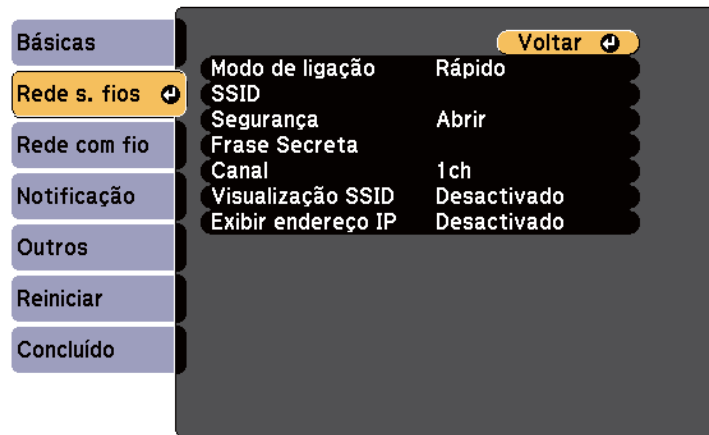 Básicas
Rede s. fios
Rede com fio
Notificação
Outros
Reiniciar
Concluído
Voltar
Modo de ligação Rápido
SSID
Segurança Abrir
Frase Secreta
Canal 1ch
Visualização SSID Desactivado
Exibir endereço IP Desactivado